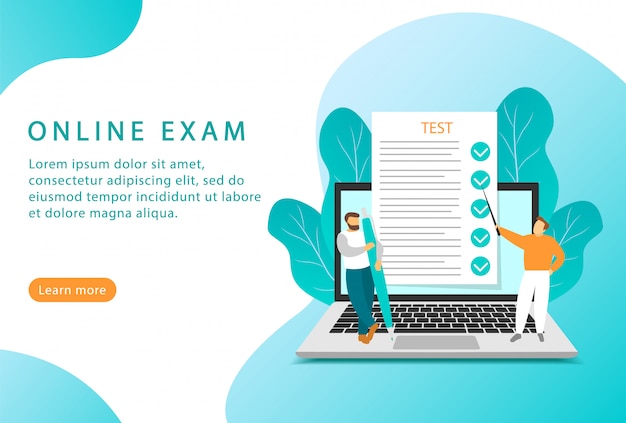 ONLINE EXAM
Lorem ipsum dolor sit amet,
consectetur adipiscing elit, sed do
eiusmod tempor incididunt ut labore
et dolore magna aliqua.
Learn more
TEST